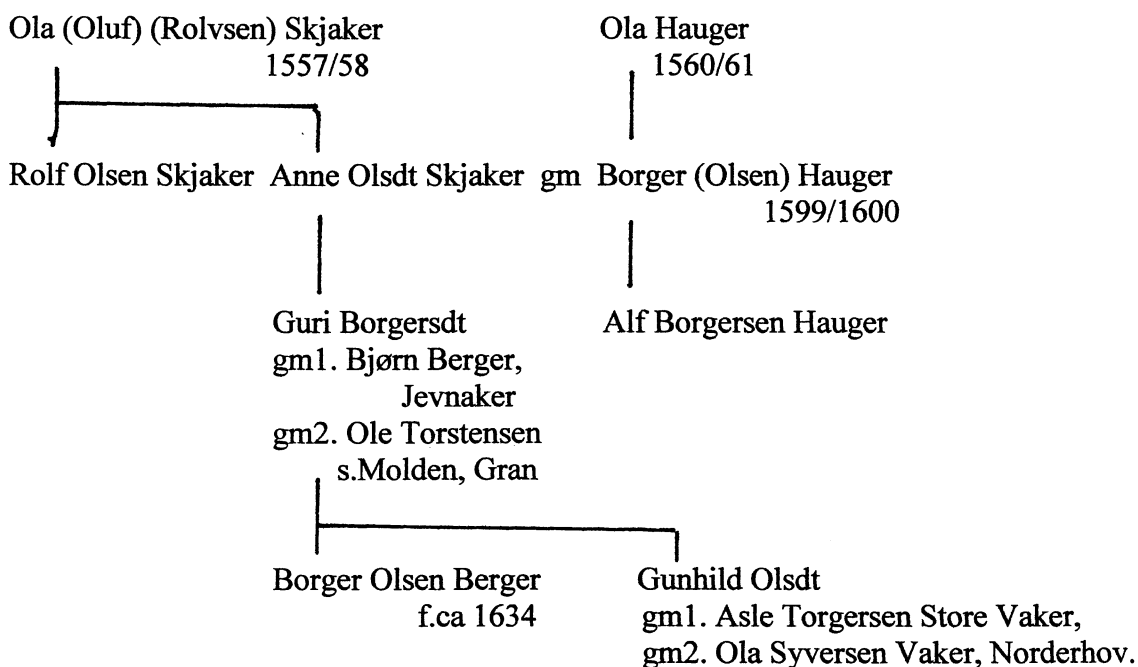 Ola (Oluf) (Rolvsen) Skjaker Ola Hauger
1557/58 1560/61
Rolf Olsen Skjaker Anne Olsdt Skjaker gm Borger (Olsen) Hauger
1599/1600
Guri Borgersdt Alf Borgersen Hauger
gm1. Bjørn Berger,
Jevnaker
gm2. Ole Torstensen
s.Molden, Gran
Borger Olsen Berger Gunhild Olsdt
f.ca 1634 gm1. Asle Torgersen Store Vaker,
gm2. Ola Syversen Vaker, Norderhov.